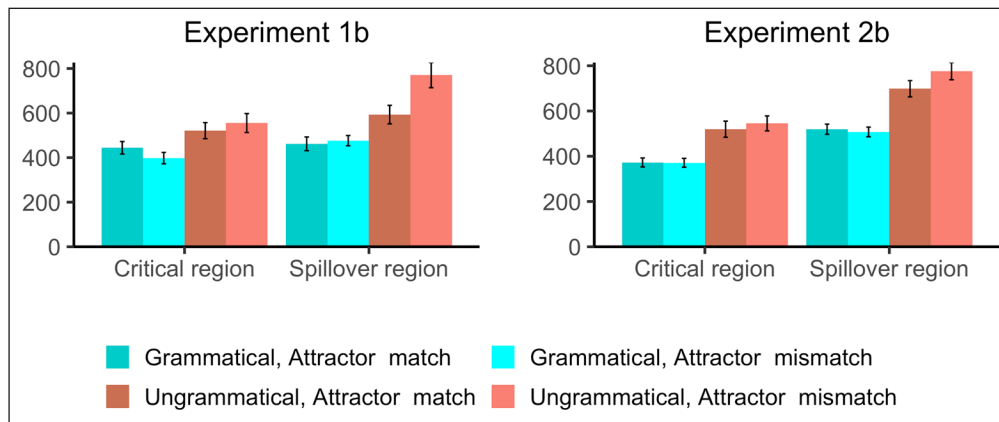 Experiment 1b
800
600
400
200
0
Critical region Spillover region
Experiment 2b
800
600
400
200
0
Critical region Spillover region
Grammatical, Attractor match
Grammatical, Attractor mismatch
Ungrammatical, Attractor match
Ungrammatical, Attractor mismatch